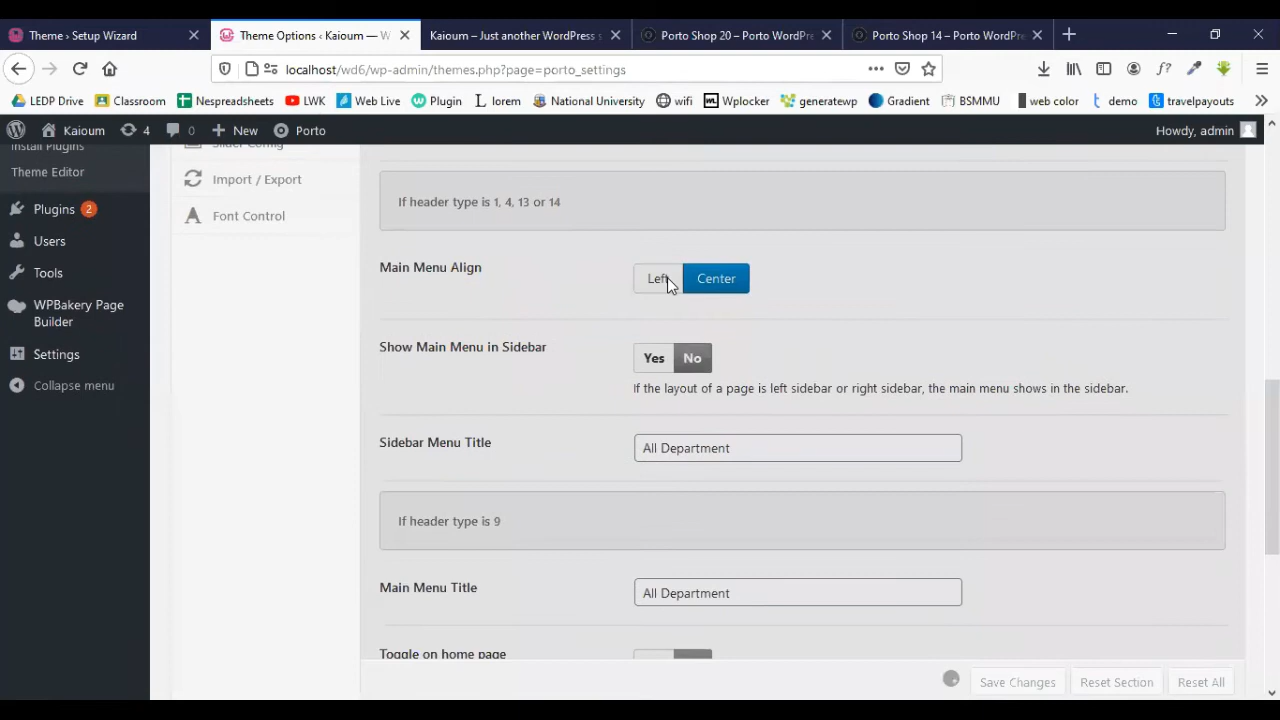 Theme › Setup Wizard
Theme Options ‹ Kaioum — W
Kaioum – Just another WordPress s
Porto Shop 20 – Porto WordPre
Porto Shop 14 – Porto WordPre
localhost/wd6/wp-admin/themes.php?page=porto_settings
LEDP Drive
Classroom
Nespreadsheets
LWK
Web Live
Plugin
lorem
National University
wifi
Wplocker
generatewp
Gradient
BSMMU
web color
demo
travelpayouts
Kaioum
4
0
New
Porto
Howdy, admin
Install Plugins
Theme Editor
Plugins 2
Users
Tools
WPBakery Page
Builder
Settings
Collapse menu
Slider Config
Import / Export
Font Control
If header type is 1, 4, 13 or 14
Main Menu Align
Left Center
Show Main Menu in Sidebar
Yes No
If the layout of a page is left sidebar or right sidebar, the main menu shows in the sidebar.
Sidebar Menu Title
All Department
If header type is 9
Main Menu Title
All Department
Toggle on home page
Save Changes
Reset Section
Reset All